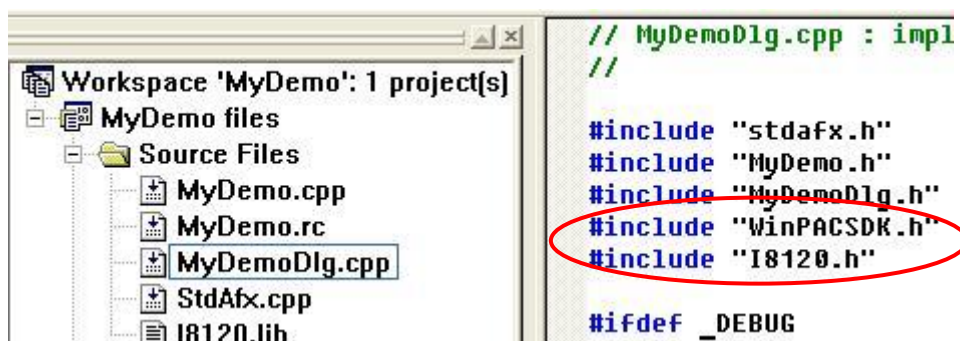 Workspace 'MyDemo': 1 project(s)
MyDemo files
Source Files
MyDemo.cpp
MyDemo.rc
MyDemoDlg.cpp
StdAfx.cpp
I8120.lib
// MyDemoDlg.cpp : impl
//
#include "stdafx.h"
#include "MyDemo.h"
#include "MyDemoDlg.h"
#include "WinPACSDK.h"
#include "I8120.h"
#ifdef _DEBUG